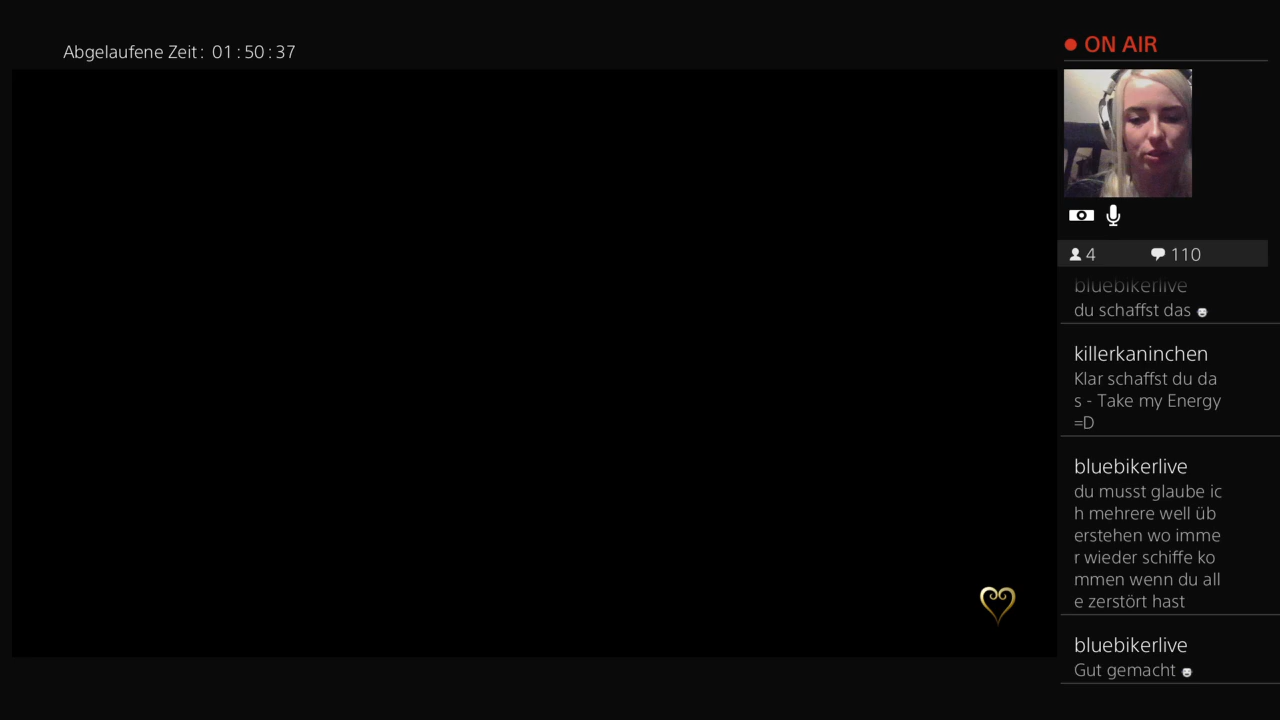 Abgelaufene Zeit: 01:50:37
ON AIR
4
110
bluebikerlive
du schaffst das
killerkaninchen
Klar schaffst du da
s - Take my Energy
=D
bluebikerlive
du musst glaube ic
h mehrere well üb
erstehen wo imme
r wieder schiffe ko
mmen wenn du all
e zerstört hast
bluebikerlive
Gut gemacht